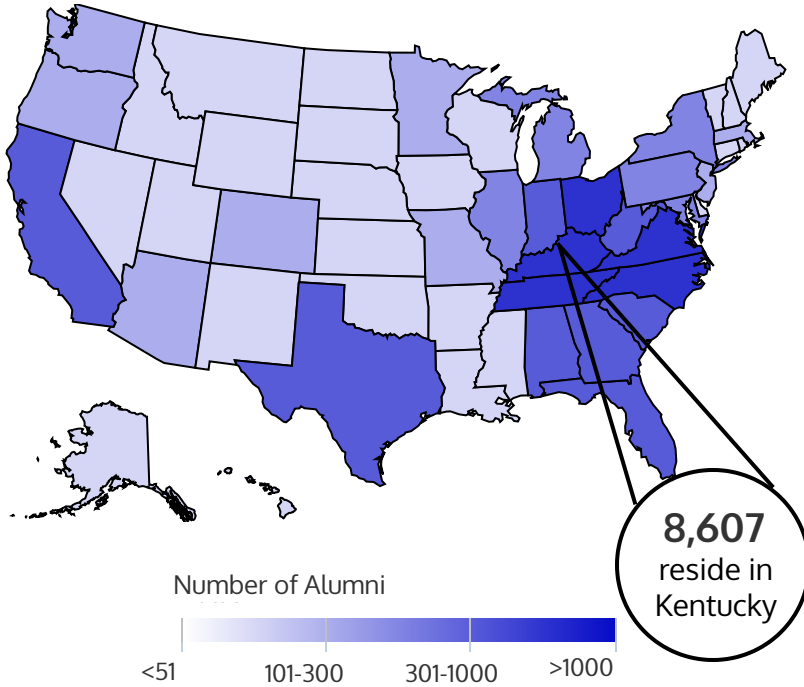 8,607
reside in
Kentucky
Number of Alumni
<51
101-300
301-1000
>1000